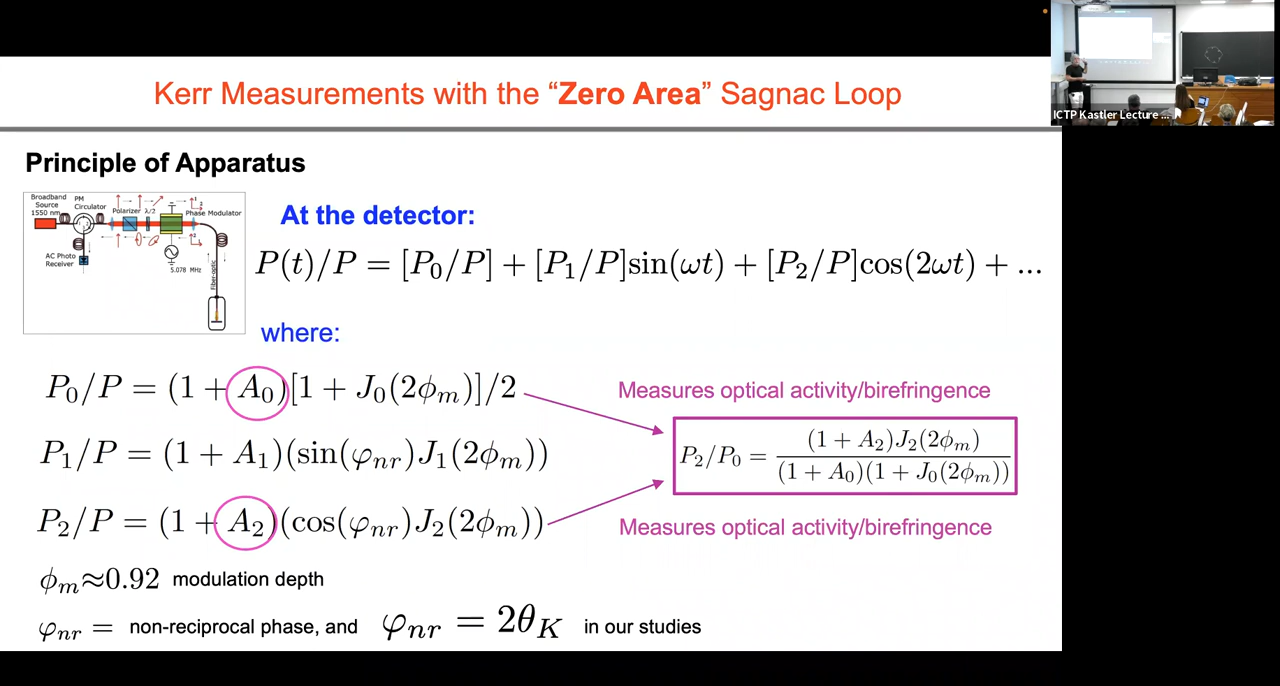 Kerr Measurements with the “Zero Area” Sagnac Loop
ICTP Kastler Lecture ...
Principle of Apparatus
Broadband
Source
1550 nm
PM
Circulator
Polarizer λ/2
Phase Modulator
AC Photo
Receiver
5.078 MHz
Fiber-optic
At the detector:
P(t)/P = [P₀/P] + [P₁/P]sin(ωt) + [P₂/P]cos(2ωt) + ...
where:
P₀/P = (1 + A₀)[1 + J₀(2ϕₘ)]/2
Measures optical activity/birefringence
P₁/P = (1 + A₁)(sin(φₙᵣ)J₁(2ϕₘ))
P₂/P₀ = (1 + A₂)J₂(2ϕₘ) / (1 + A₀)(1 + J₀(2ϕₘ))
P₂/P = (1 + A₂)(cos(φₙᵣ)J₂(2ϕₘ))
Measures optical activity/birefringence
ϕₘ≈0.92 modulation depth
φₙᵣ = non-reciprocal phase, and φₙᵣ = 2θ_K in our studies